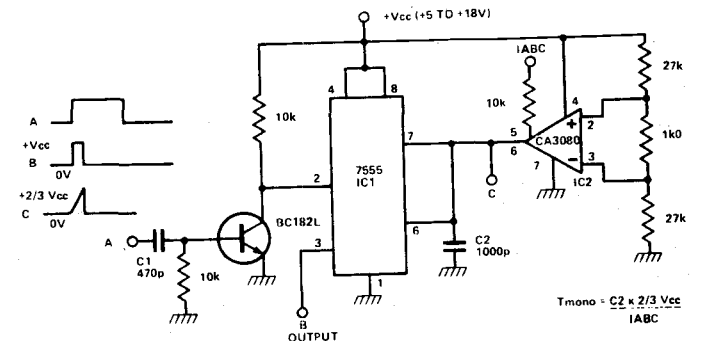 +Vcc (+5 TO +18V)
IABC
27k
4
8
10k
10k
4
+
2
A
7
5
CA3080
1k0
6
+Vcc
B
0V
7555
IC1
7
−
3
IC2
C
2
+2/3 Vcc
C
0V
BC182L
27k
6
A
3
C1
470p
C2
1000p
10k
1
Tmono = C2 x 2/3 Vcc
IABC
B
OUTPUT